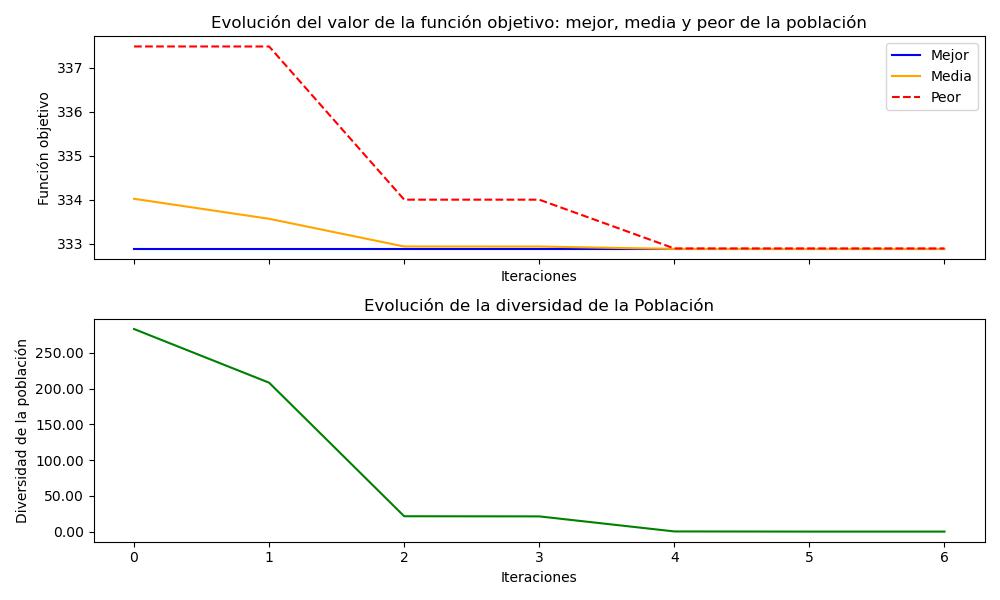 Evolución del valor de la función objetivo: mejor, media y peor de la población
Función objetivo
337
336
335
334
333
Mejor
Media
Peor
Iteraciones
Evolución de la diversidad de la Población
Diversidad de la población
250.00
200.00
150.00
100.00
50.00
0.00
0 1 2 3 4 5 6
Iteraciones